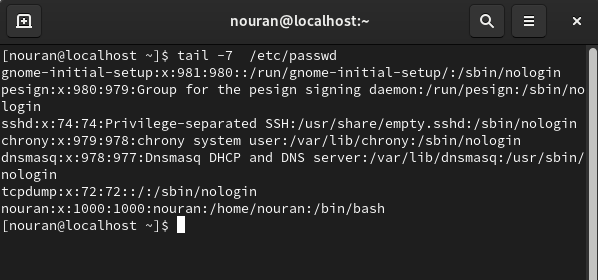 nouran@localhost:~
[nouran@localhost ~]$ tail -7  /etc/passwd
gnome-initial-setup:x:981:980::/run/gnome-initial-setup/:/sbin/nologin
pesign:x:980:979:Group for the pesign signing daemon:/run/pesign:/sbin/no
login
sshd:x:74:74:Privilege-separated SSH:/usr/share/empty.sshd:/sbin/nologin
chrony:x:979:978:chrony system user:/var/lib/chrony:/sbin/nologin
dnsmasq:x:978:977:Dnsmasq DHCP and DNS server:/var/lib/dnsmasq:/usr/sbin/
nologin
tcpdump:x:72:72::/:/sbin/nologin
nouran:x:1000:1000:nouran:/home/nouran:/bin/bash
[nouran@localhost ~]$